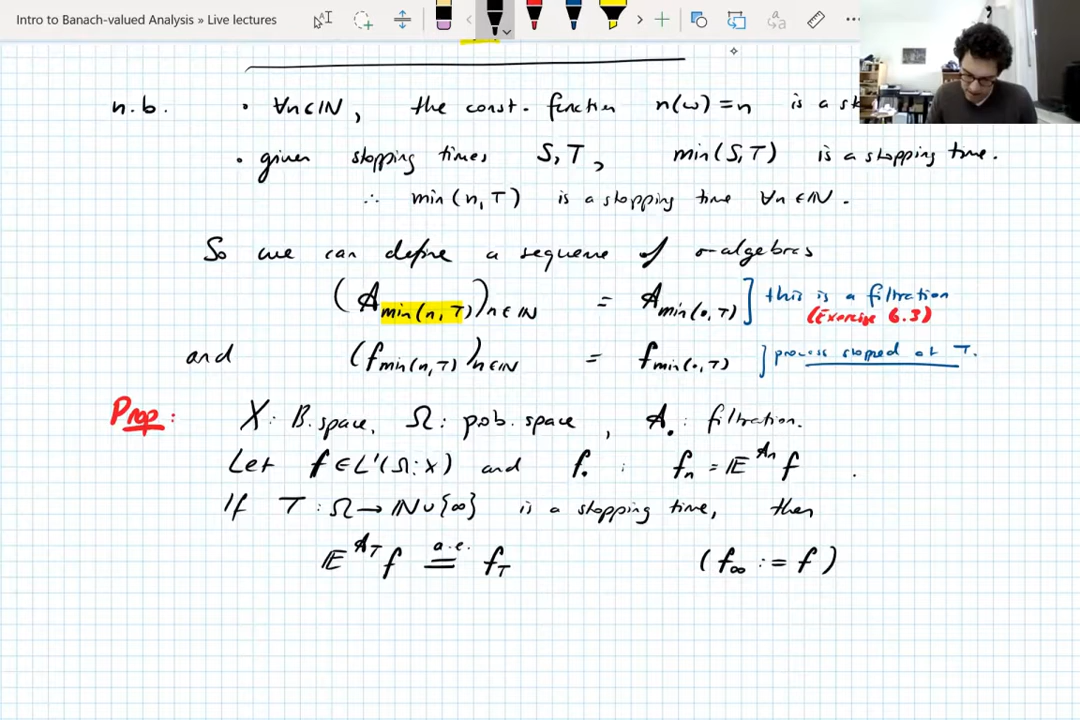 Intro to Banach-valued Analysis » Live lectures
n.b. • ∀n∈ℕ, the const. function n(ω)=n is a st
• given stopping times S,T, min(S,T) is a stopping time.
∴ min(n,T) is a stopping time ∀n∈ℕ.
So we can define a sequence of σ-algebras
(𝒜_min(n,T))_n∈ℕ = 𝒜_min(•,T) ] this is a filtration
(Exercise 6.3)
and (f_min(n,T))_n∈ℕ = f_min(•,T) } process stopped at T.
Prop: X: B. space, Ω: pob. space, 𝒜.: filtration.
Let f∈L¹(Ω:X) and f. : f_n = 𝔼^𝒜n f .
If T:Ω→ℕ∪{∞} is a stopping time, then
𝔼^𝒜T f =^a.e. f_T (f_∞ := f)